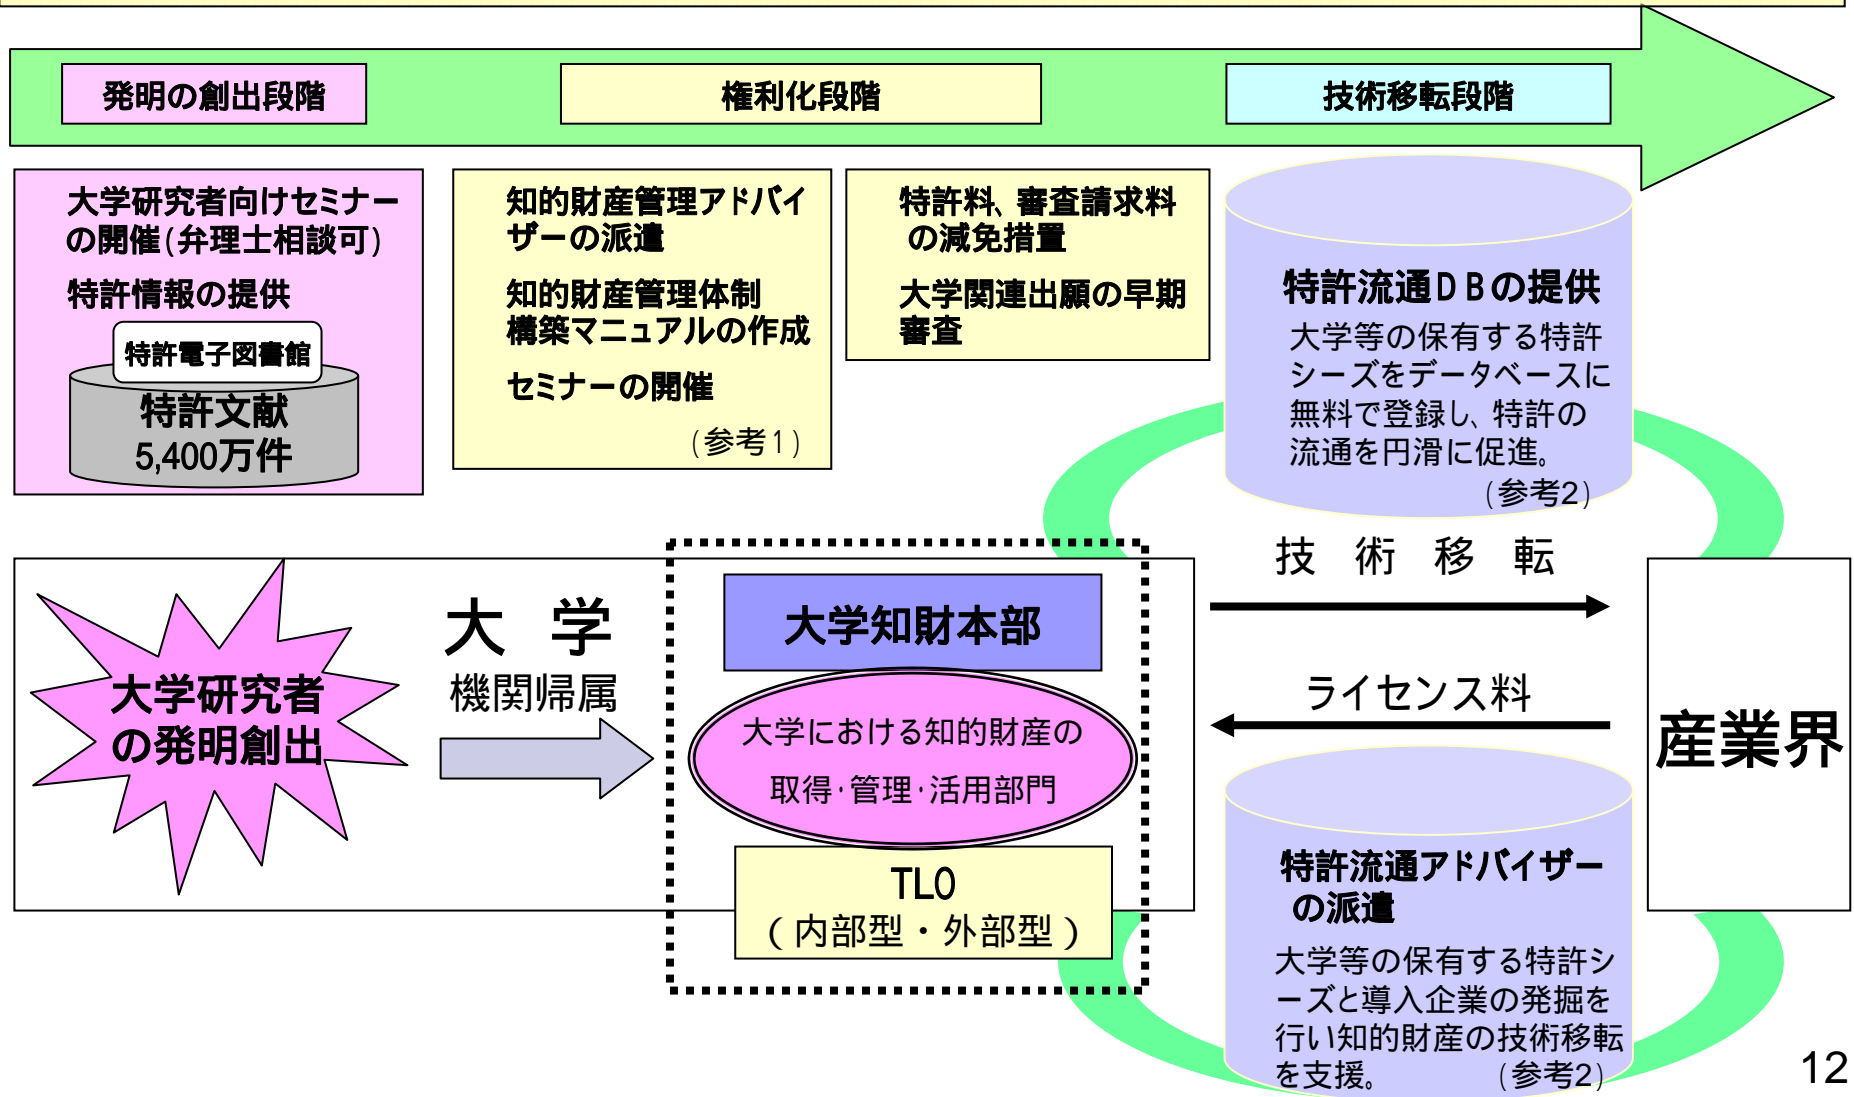 発明の創出段階
権利化段階
技術移転段階
大学研究者向けセミナー
の開催(弁理士相談可)
特許情報の提供
特許電子図書館
特許文献
5,400万件
知的財産管理アドバイ
ザーの派遣
知的財産管理体制
構築マニュアルの作成
セミナーの開催
(参考1)
特許料、審査請求料
の減免措置
大学関連出願の早期
審査
特許流通DBの提供
大学等の保有する特許
シーズをデータベースに
無料で登録し、特許の
流通を円滑に促進。
(参考2)
大学研究者
の発明創出
大 学
機関帰属
大学知財本部
大学における知的財産の
取得・管理・活用部門
TLO
(内部型・外部型)
技 術 移 転
ライセンス料
産業界
特許流通アドバイザー
の派遣
大学等の保有する特許シ
ーズと導入企業の発掘を
行い知的財産の技術移転
を支援。 (参考2)
12